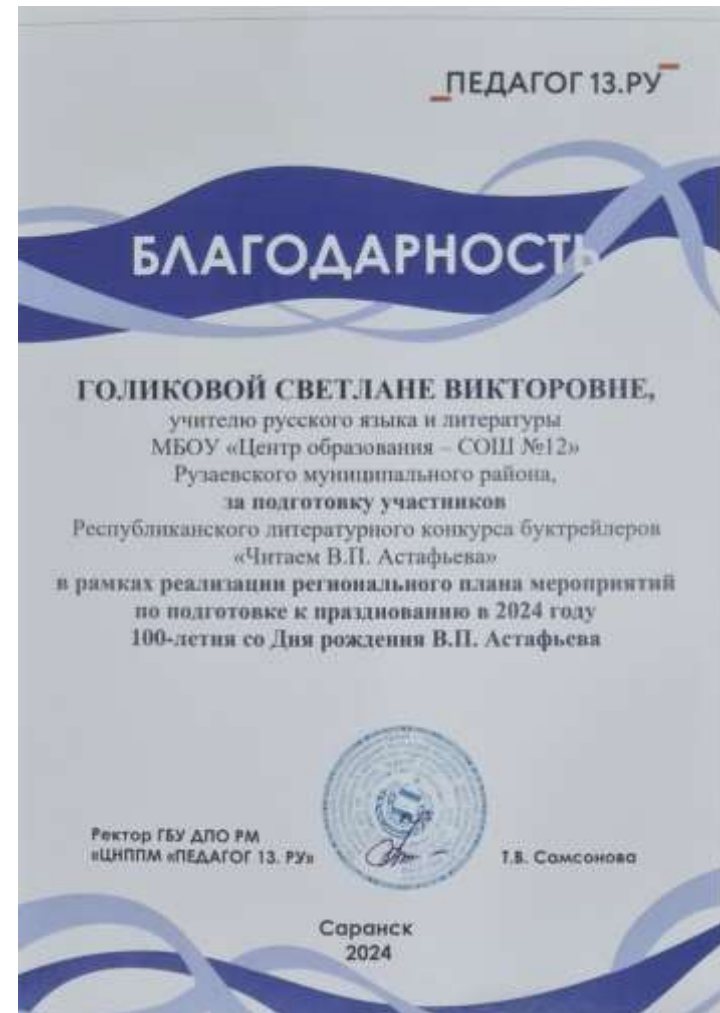 ПЕДАГОГ 13.РУ
БЛАГОДАРНОСТЬ
ГОЛИКОВОЙ СВЕТЛАНЕ ВИКТОРОВНЕ,
учителю русского языка и литературы
МБОУ «Центр образования – СОШ №12»
Рузаевского муниципального района,
за подготовку участников
Республиканского литературного конкурса буктрейлеров
«Читаем В.П. Астафьева»
в рамках реализации регионального плана мероприятий
по подготовке к празднованию в 2024 году
100-летия со Дня рождения В.П. Астафьева
Ректор ГБУ ДПО РМ
«ЦНППМ «ПЕДАГОГ 13. РУ»
Т.В. Самсонова
Саранск
2024